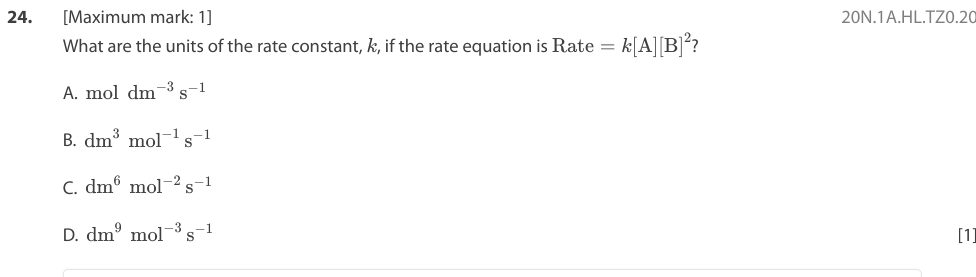 24. [Maximum mark: 1] 20N.1A.HL.TZ0.20
What are the units of the rate constant, k, if the rate equation is Rate = k[A][B]²?
A. mol dm⁻³ s⁻¹
B. dm³ mol⁻¹ s⁻¹
C. dm⁶ mol⁻² s⁻¹
D. dm⁹ mol⁻³ s⁻¹ [1]